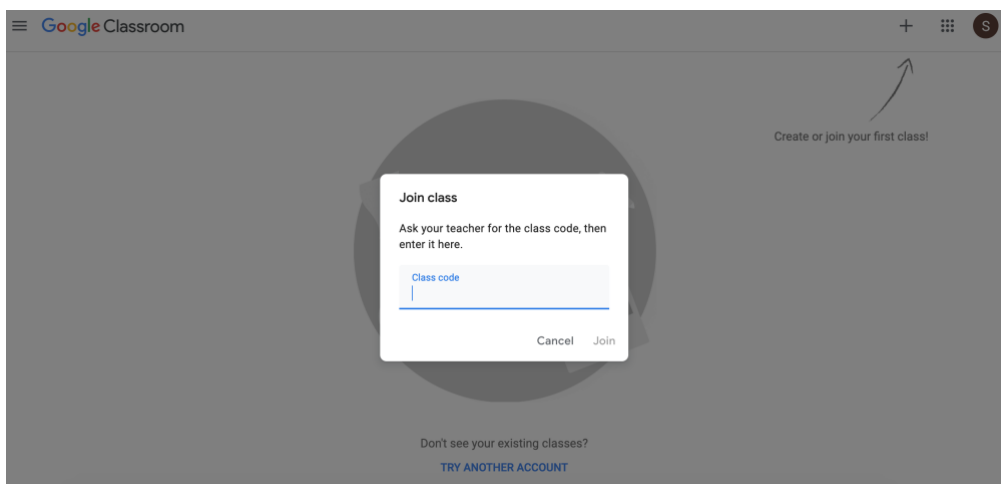 Google Classroom
S
Create or join your first class!
Join class
Ask your teacher for the class code, then
enter it here.
Class code
Cancel Join
Don't see your existing classes?
TRY ANOTHER ACCOUNT